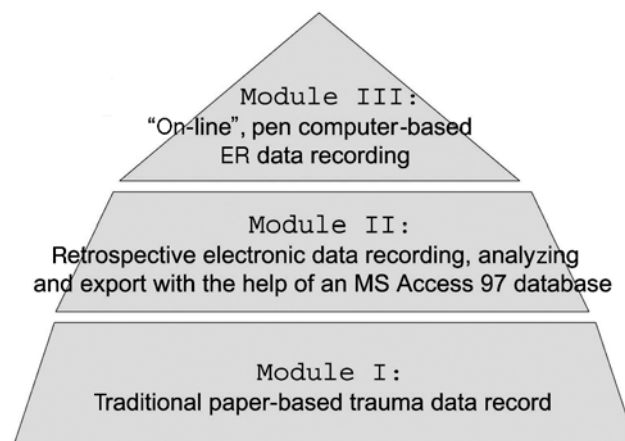 Module III:
“On-line”, pen computer-based
ER data recording
Module II:
Retrospective electronic data recording, analyzing
and export with the help of an MS Access 97 database
Module I:
Traditional paper-based trauma data record